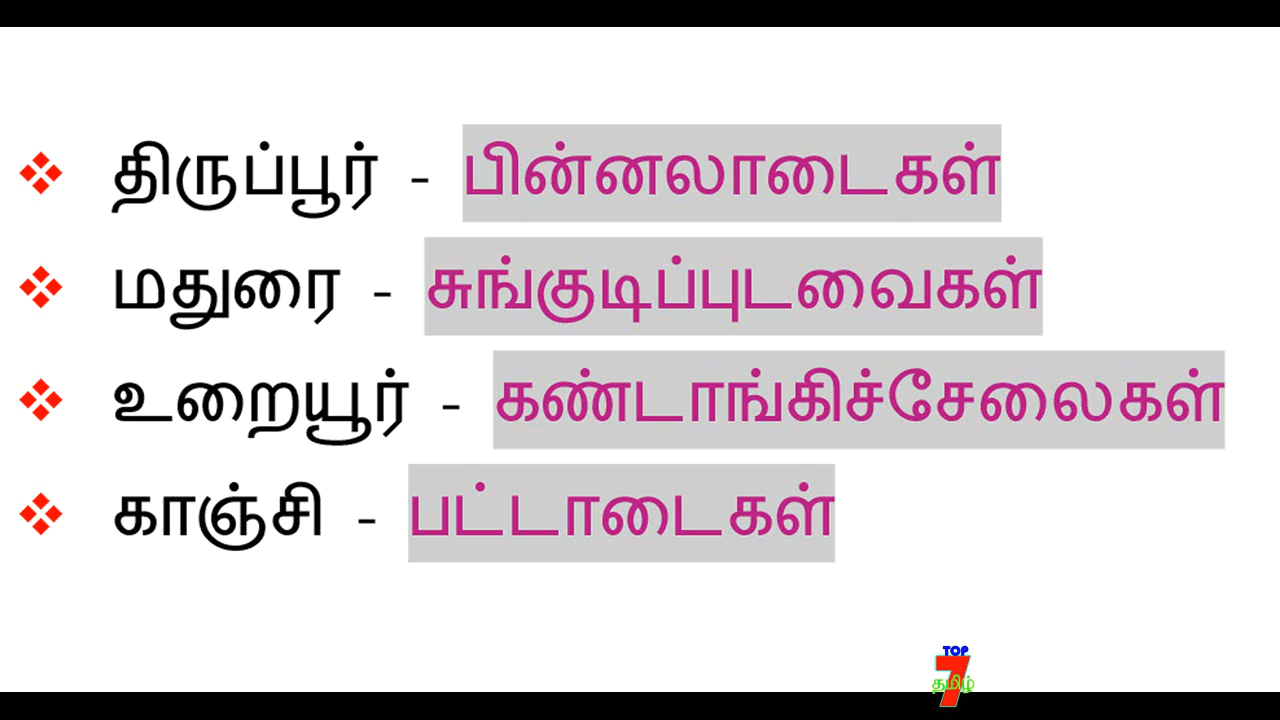 ❖ திருப்பூர் - பின்னலாடைகள்
❖ மதுரை - சுங்குடிப்புடவைகள்
❖ உறையூர் - கண்டாங்கிச்சேலைகள்
❖ காஞ்சி - பட்டாடைகள்
TOP
7
தமிழ்